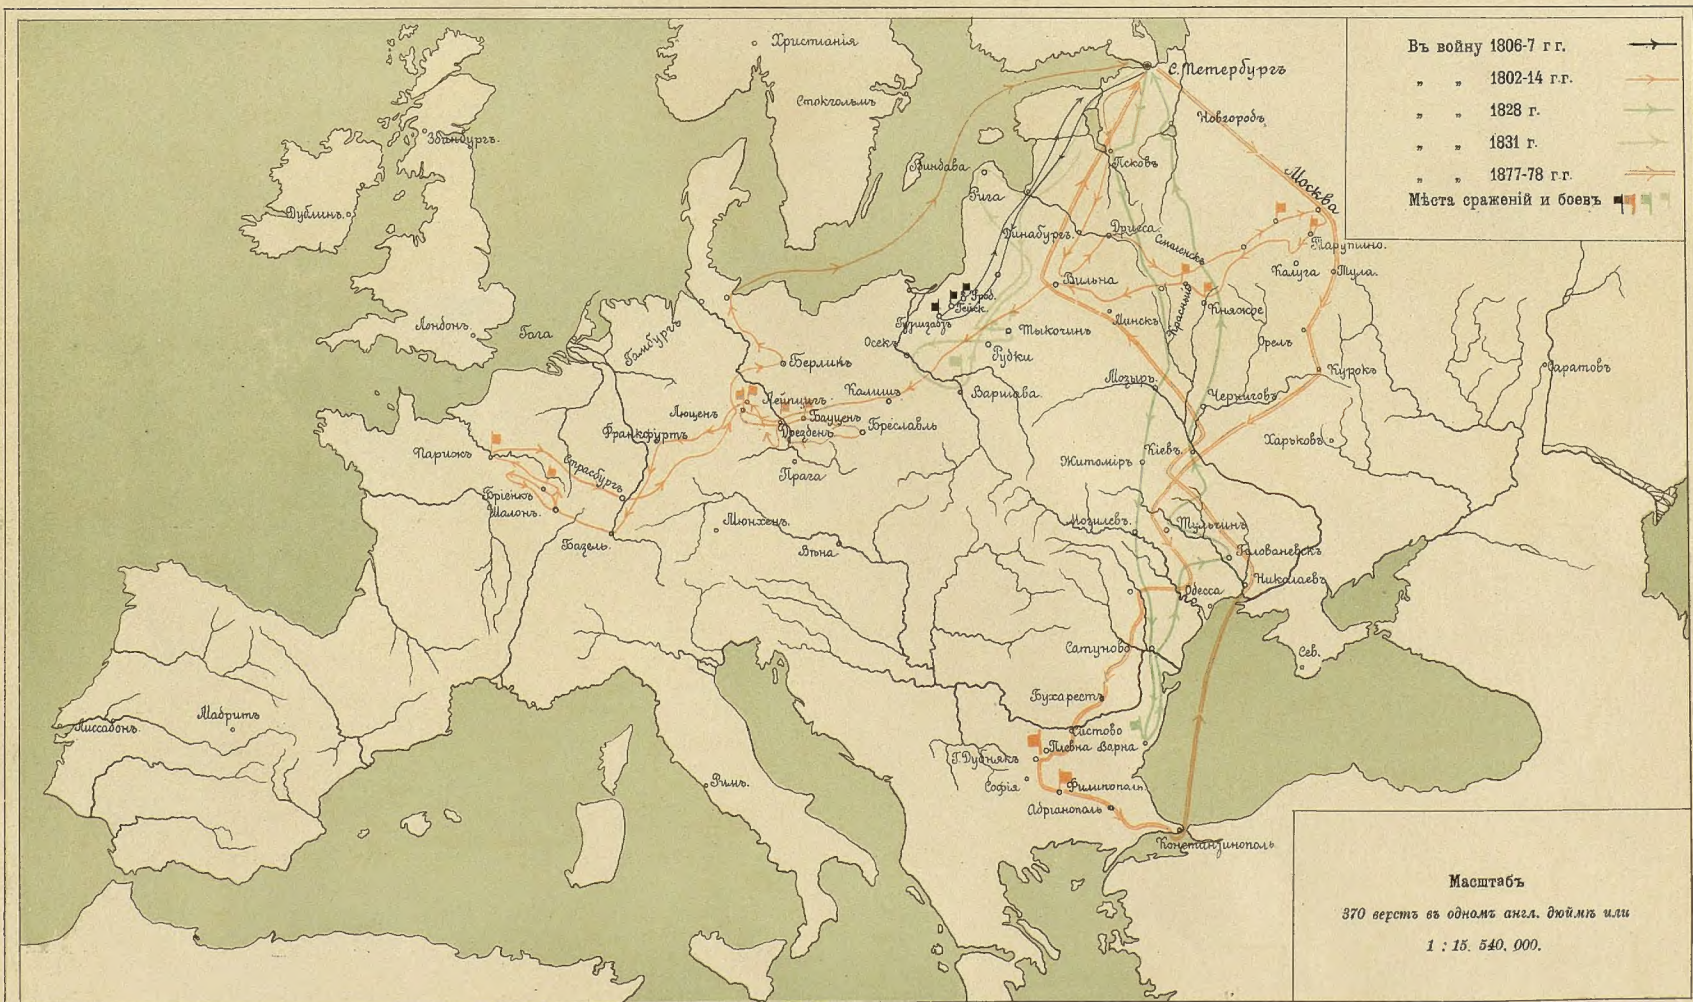 Въ войну 1806-7 г г.
„ „ 1802-14 г.г.
„ „ 1828 г.
„ „ 1831 г.
„ „ 1877-78 г.г.
Мѣста сраженій и боевъ
Христіанія
С. Петербургъ
Стокгольмъ
Новгородъ
Эдинбургъ.
Псковъ
Виндава
Рига
Москва
Дублинъ.
Динабургъ.
Дрисса.
Смоленскъ
Тарутино.
Вильна
Калуга
Тула.
Красный
Княжое
Минскъ
Лондонъ.
Гага
Гамбургъ
Осекъ
Тыкочинъ
Рудки
Орелъ
Берлинъ
Калишъ
Варшава.
Мозырь.
Курскъ
Саратовъ
Лейпцигъ.
Люценъ
Бауценъ
Бреславль
Черниговъ
Франкфуртъ
Дрезденъ
Парижъ
Страсбургъ
Прага
Житоміръ
Кіевъ
Харьковъ
Бріенъ
Шалонъ.
Мюнхенъ.
Вѣна
Могилевъ.
Тульчинъ
Базель.
Голованевскъ
Николаевъ
Одесса
Сатуново
Сев.
Бухарестъ
Мадритъ
Лиссабонъ.
Систово
Плевна Варна
Г. Дубнякъ
Софія
Филипополь.
Римъ.
Адріанополь
Константинополь
Масштабъ
370 верстъ въ одномъ англ. дюймѣ или
1 : 15. 540. 000.